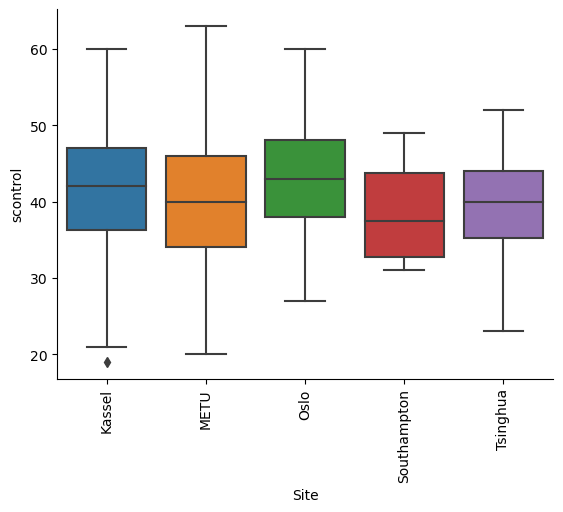 60
50
40
30
20
scontrol
Kassel
METU
Oslo
Southampton
Tsinghua
Site